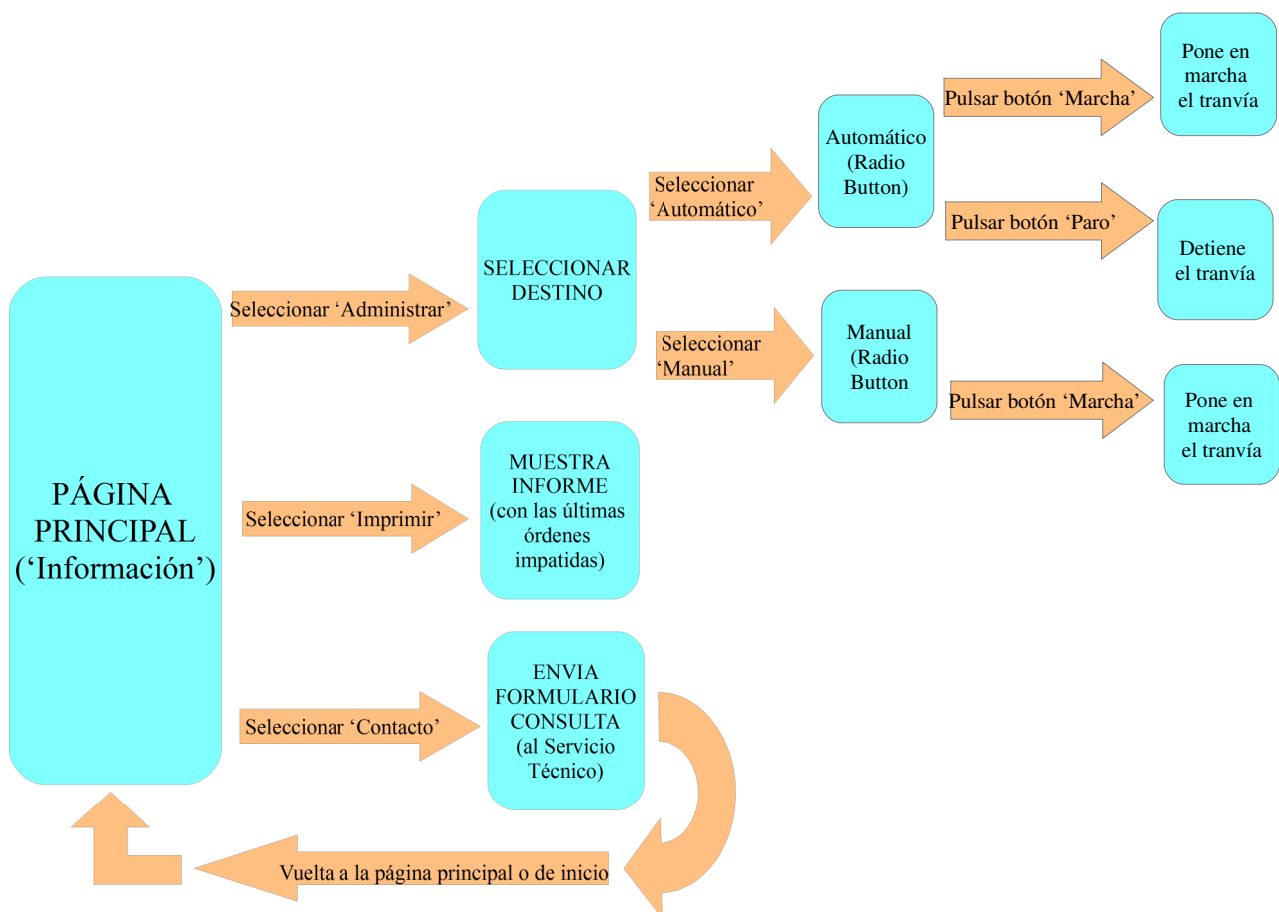 PÁGINA
PRINCIPAL
(‘Información’)
Seleccionar ‘Administrar’
SELECCIONAR
DESTINO
Seleccionar
‘Automático’
Automático
(Radio
Button)
Pulsar botón ‘Marcha’
Pone en
marcha
el tranvía
Pulsar botón ‘Paro’
Detiene
el tranvía
Seleccionar
‘Manual’
Manual
(Radio
Button
Pulsar botón ‘Marcha’
Pone en
marcha
el tranvía
Seleccionar ‘Imprimir’
MUESTRA
INFORME
(con las últimas
órdenes
impatidas)
Seleccionar ‘Contacto’
ENVIA
FORMULARIO
CONSULTA
(al Servicio
Técnico)
Vuelta a la página principal o de inicio